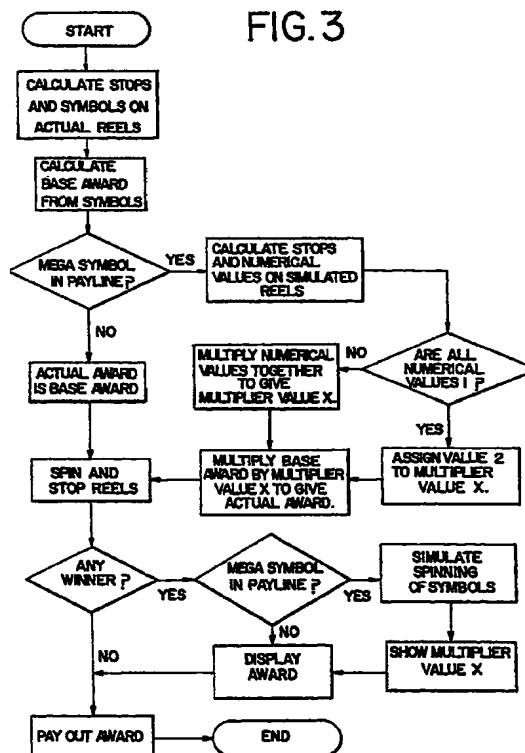 FIG. 3
START
CALCULATE STOPS
AND SYMBOLS ON
ACTUAL REELS
CALCULATE
BASE AWARD
FROM SYMBOLS
MEGA SYMBOL
IN PAYLINE?
YES
CALCULATE STOPS
AND NUMERICAL
VALUES ON SIMULATED
REELS
NO
ARE ALL
NUMERICAL
VALUES 1?
NO
MULTIPLY NUMERICAL
VALUES TOGETHER
TO GIVE
MULTIPLIER VALUE X.
YES
ACTUAL AWARD
IS BASE AWARD
ASSIGN VALUE 2
TO MULTIPLIER
VALUE X.
MULTIPLY BASE
AWARD BY MULTIPLIER
VALUE X TO GIVE
ACTUAL AWARD.
SPIN AND
STOP REELS
ANY
WINNER?
YES
MEGA SYMBOL
IN PAYLINE?
YES
SIMULATE
SPINNING
OF SYMBOLS
NO
NO
DISPLAY
AWARD
SHOW MULTIPLIER
VALUE X
PAY OUT AWARD
END